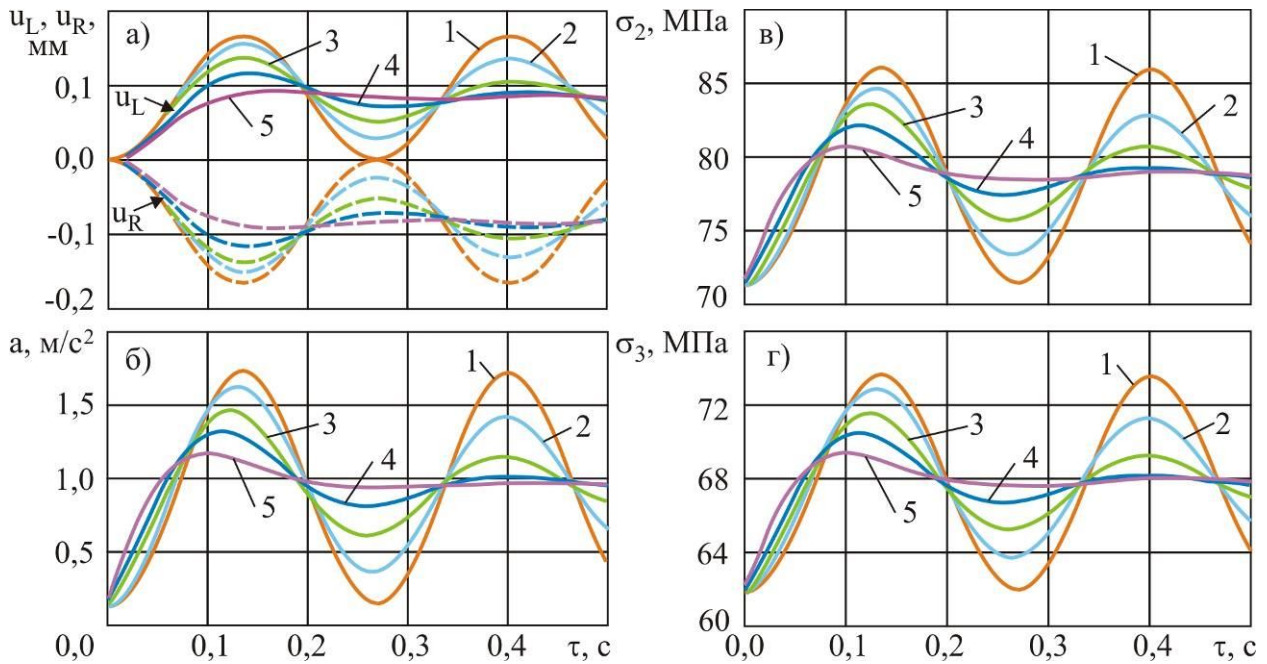 u_L, u_R,
мм
а)
0,1
0,0
-0,1
-0,2
u_L
u_R
1
2
3
4
5
σ₂, МПа
в)
85
80
75
70
1
2
3
4
5
a, м/с²
б)
1,5
1,0
0,5
0,0
1
2
3
4
5
0,1 0,2 0,3 0,4 τ, с
σ₃, МПа
г)
72
68
64
60
1
2
3
4
5
0,0 0,1 0,2 0,3 0,4 τ, с